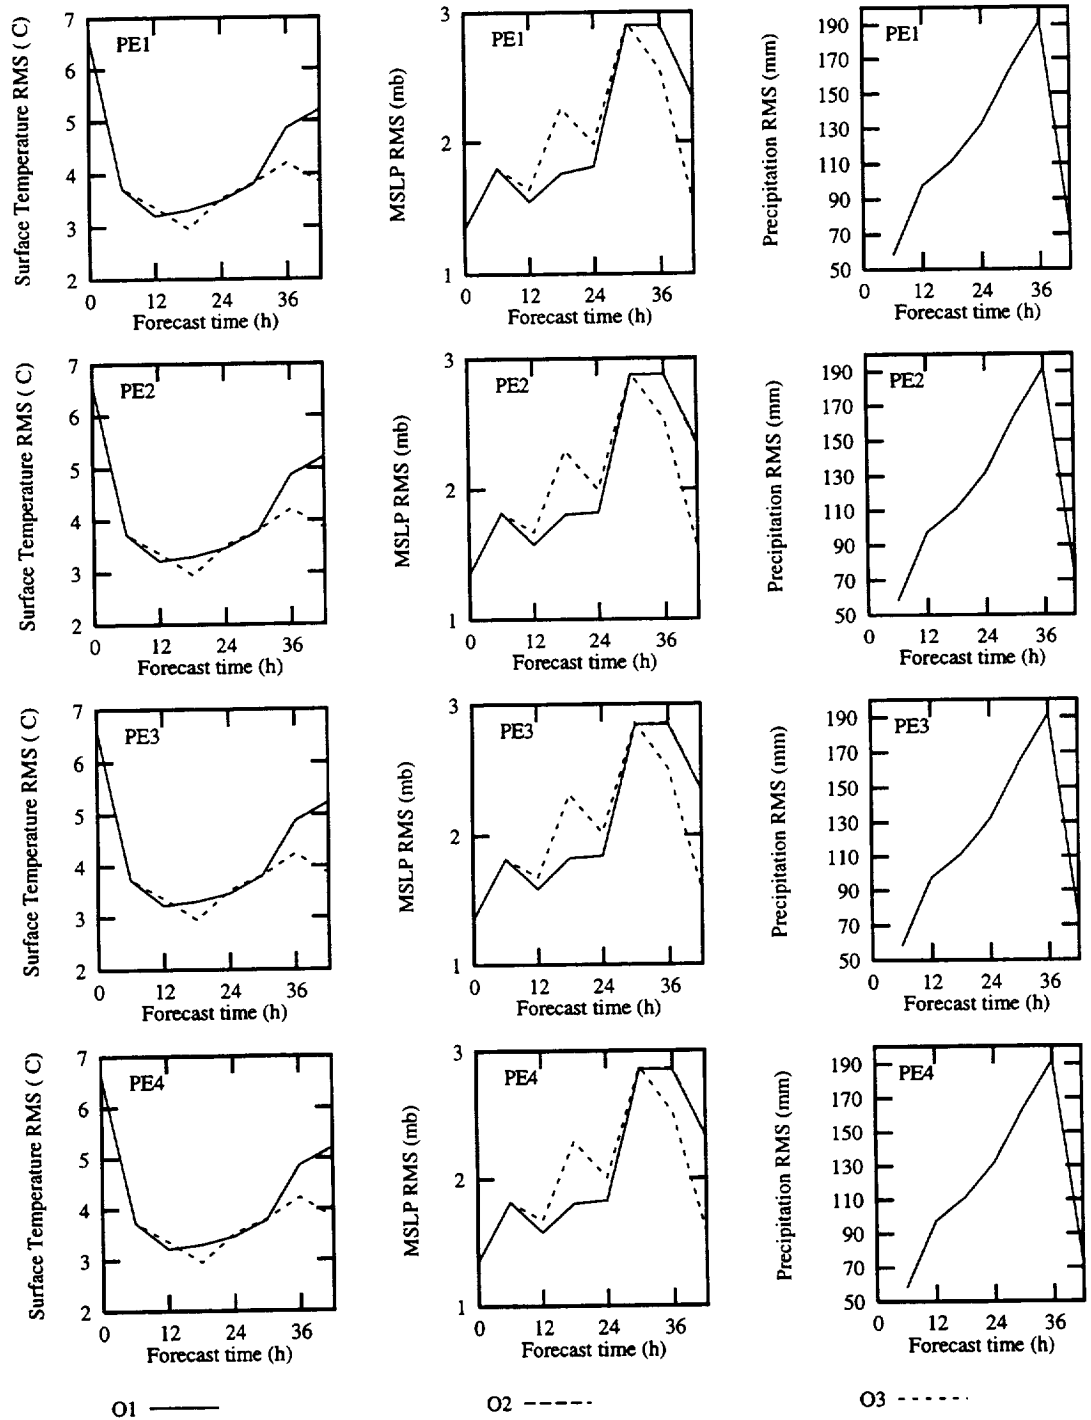 Surface Temperature RMS ( C)
7
6
5
4
3
2
PE1
0 12 24 36
Forecast time (h)
MSLP RMS (mb)
3
2
1
PE1
0 12 24 36
Forecast time (h)
Precipitation RMS (mm)
190
170
150
130
110
90
70
50
PE1
0 12 24 36
Forecast time (h)
Surface Temperature RMS ( C)
7
6
5
4
3
2
PE2
0 12 24 36
Forecast time (h)
MSLP RMS (mb)
3
2
1
PE2
0 12 24 36
Forecast time (h)
Precipitation RMS (mm)
190
170
150
130
110
90
70
50
PE2
0 12 24 36
Forecast time (h)
Surface Temperature RMS ( C)
7
6
5
4
3
2
PE3
0 12 24 36
Forecast time (h)
MSLP RMS (mb)
3
2
1
PE3
0 12 24 36
Forecast time (h)
Precipitation RMS (mm)
190
170
150
130
110
90
70
50
PE3
0 12 24 36
Forecast time (h)
Surface Temperature RMS ( C)
7
6
5
4
3
2
PE4
0 12 24 36
Forecast time (h)
MSLP RMS (mb)
3
2
1
PE4
0 12 24 36
Forecast time (h)
Precipitation RMS (mm)
190
170
150
130
110
90
70
50
PE4
0 12 24 36
Forecast time (h)
O1
O2
O3